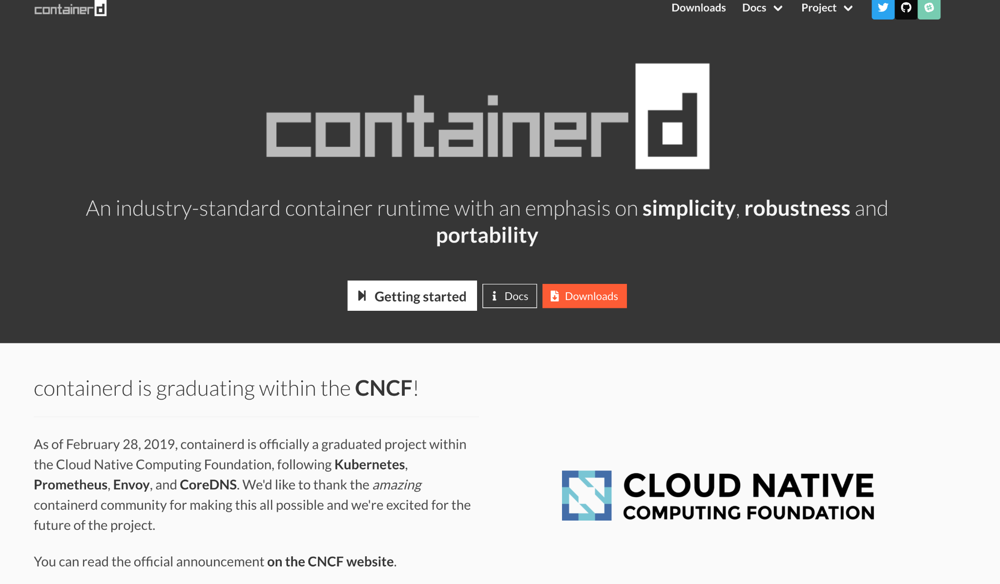 containerd
Downloads Docs Project
containerd
An industry-standard container runtime with an emphasis on simplicity, robustness and
portability
Getting started Docs Downloads
containerd is graduating within the CNCF!
As of February 28, 2019, containerd is officially a graduated project within
the Cloud Native Computing Foundation, following Kubernetes,
Prometheus, Envoy, and CoreDNS. We'd like to thank the amazing
containerd community for making this all possible and we're excited for the
future of the project.
You can read the official announcement on the CNCF website.
CLOUD NATIVE
COMPUTING FOUNDATION